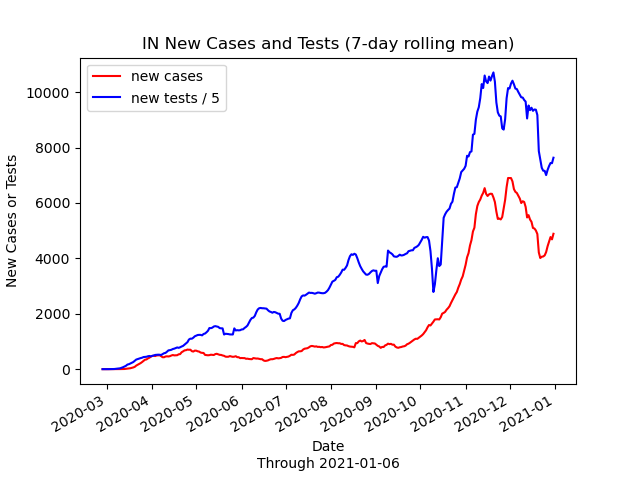 IN New Cases and Tests (7-day rolling mean)
new cases
new tests / 5
10000
8000
6000
4000
2000
0
New Cases or Tests
2020-03
2020-04
2020-05
2020-06
2020-07
2020-08
2020-09
2020-10
2020-11
2020-12
2021-01
Date
Through 2021-01-06